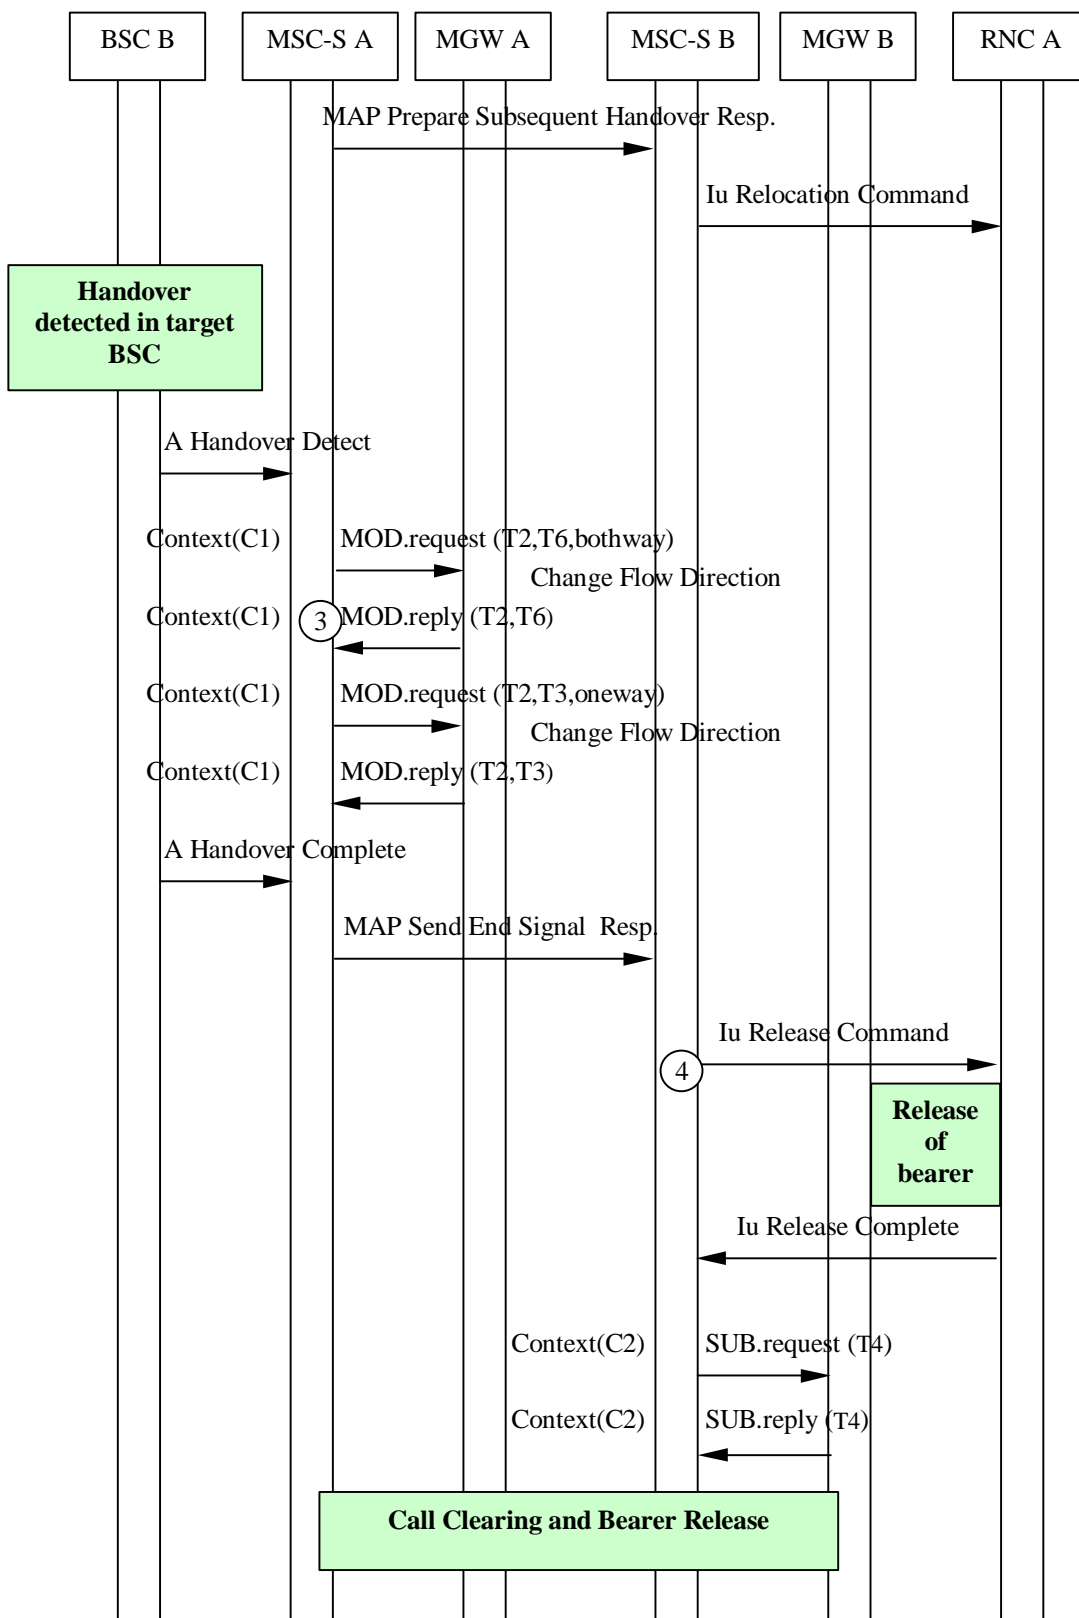 BSC B MSC-S A MGW A MSC-S B MGW B RNC A
MAP Prepare Subsequent Handover Resp.
Iu Relocation Command
Handover
detected in target
BSC
A Handover Detect
Context(C1) MOD.request (T2,T6,bothway)
Change Flow Direction
Context(C1) 3 MOD.reply (T2,T6)
Context(C1) MOD.request (T2,T3,oneway)
Change Flow Direction
Context(C1) MOD.reply (T2,T3)
A Handover Complete
MAP Send End Signal Resp.
Iu Release Command
4
Release
of
bearer
Iu Release Complete
Context(C2) SUB.request (T4)
Context(C2) SUB.reply (T4)
Call Clearing and Bearer Release